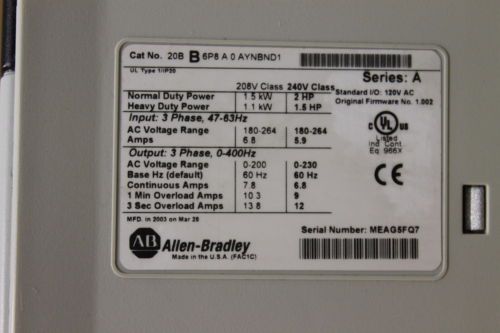 Cat No. 20B B 6P8 A 0 AYNBND1
UL Type 1/IP20
Series: A
208V Class 240V Class
Normal Duty Power 1.5 kW 2 HP
Heavy Duty Power 1.1 kW 1.5 HP
Standard I/O: 120V AC
Original Firmware No. 1.002
Input: 3 Phase, 47-63Hz
AC Voltage Range 180-264 180-264
Amps 6.8 5.9
Output: 3 Phase, 0-400Hz
AC Voltage Range 0-200 0-230
Base Hz (default) 60 Hz 60 Hz
Continuous Amps 7.8 6.8
1 Min Overload Amps 10.3 9
3 Sec Overload Amps 13.8 12
C UL US
Listed
Ind. Cont.
Eq. 966X
CE
MFD. in 2003 on Mar 28
AB Allen-Bradley
Made in the U.S.A. (FAC1C)
Serial Number: MEAG5FQ7